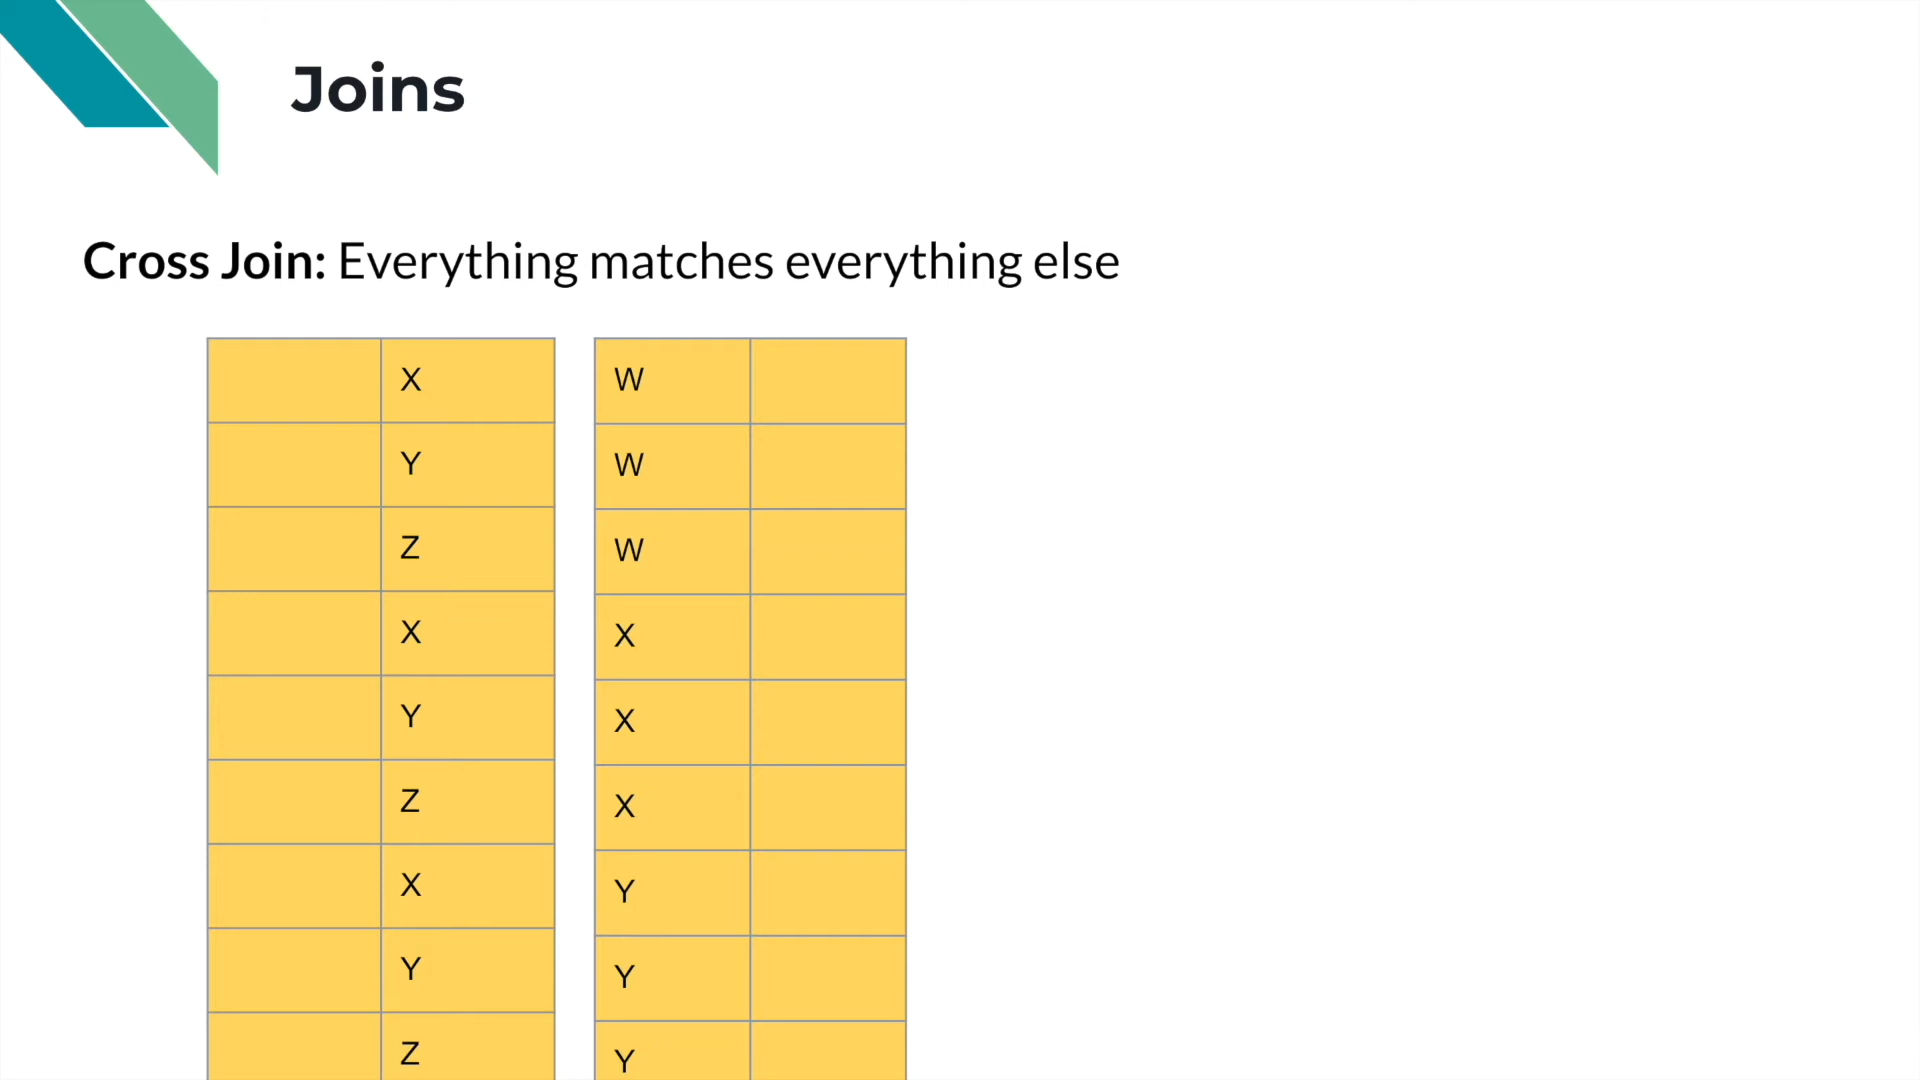 Joins
Cross Join: Everything matches everything else
X W
Y W
Z W
X X
Y X
Z X
X Y
Y Y
Z Y